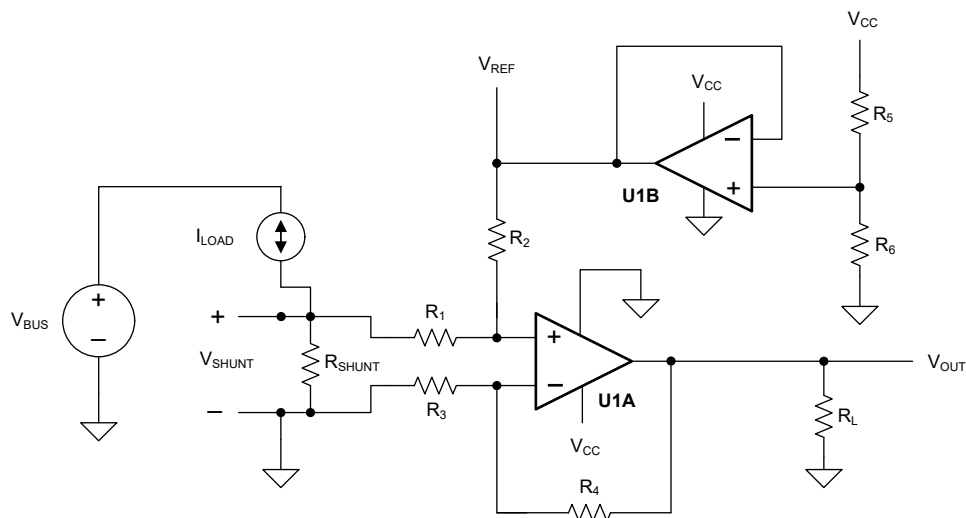 VCC
VREF
VCC
R5
−
+
U1B
R2
R6
ILOAD
+
−
VBUS
+
R1
+
VSHUNT
RSHUNT
−
VOUT
−
R3
U1A
RL
VCC
R4